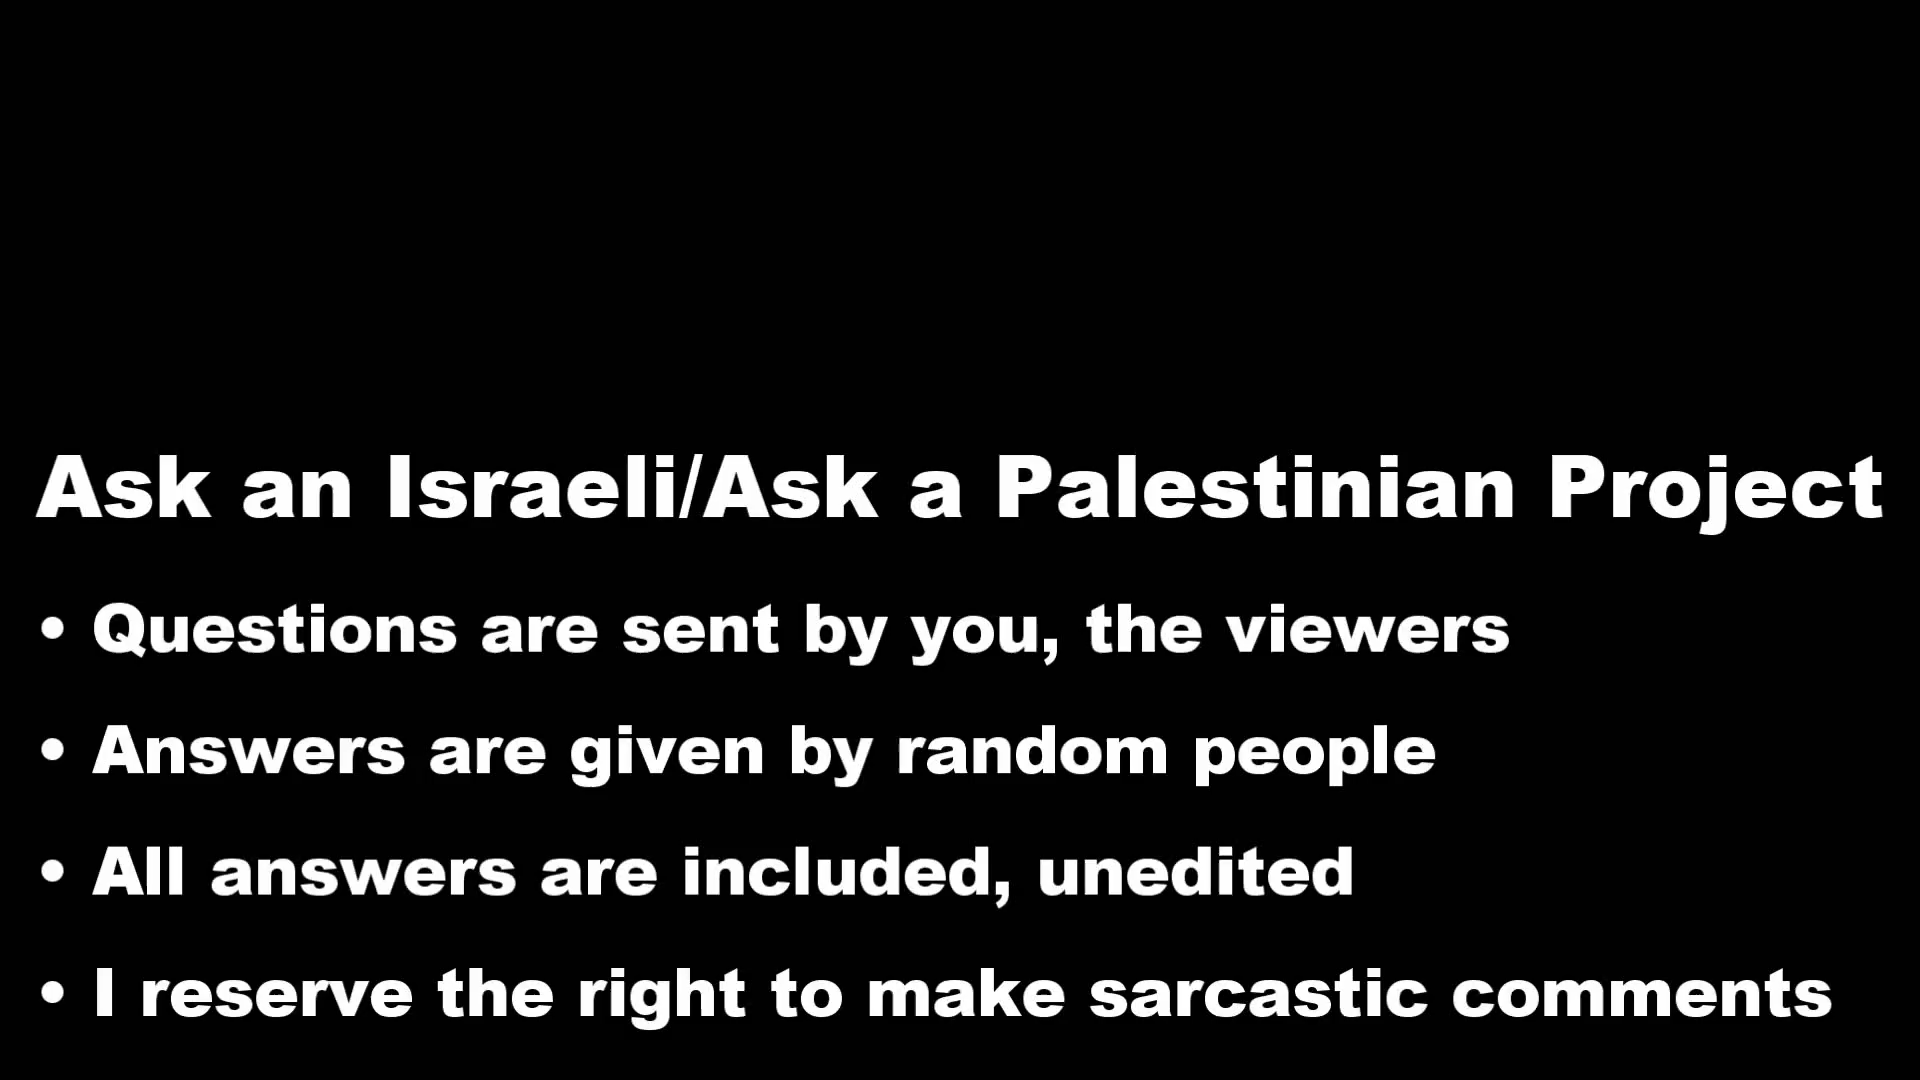 Ask an Israeli/Ask a Palestinian Project
• Questions are sent by you, the viewers
• Answers are given by random people
• All answers are included, unedited
• I reserve the right to make sarcastic comments